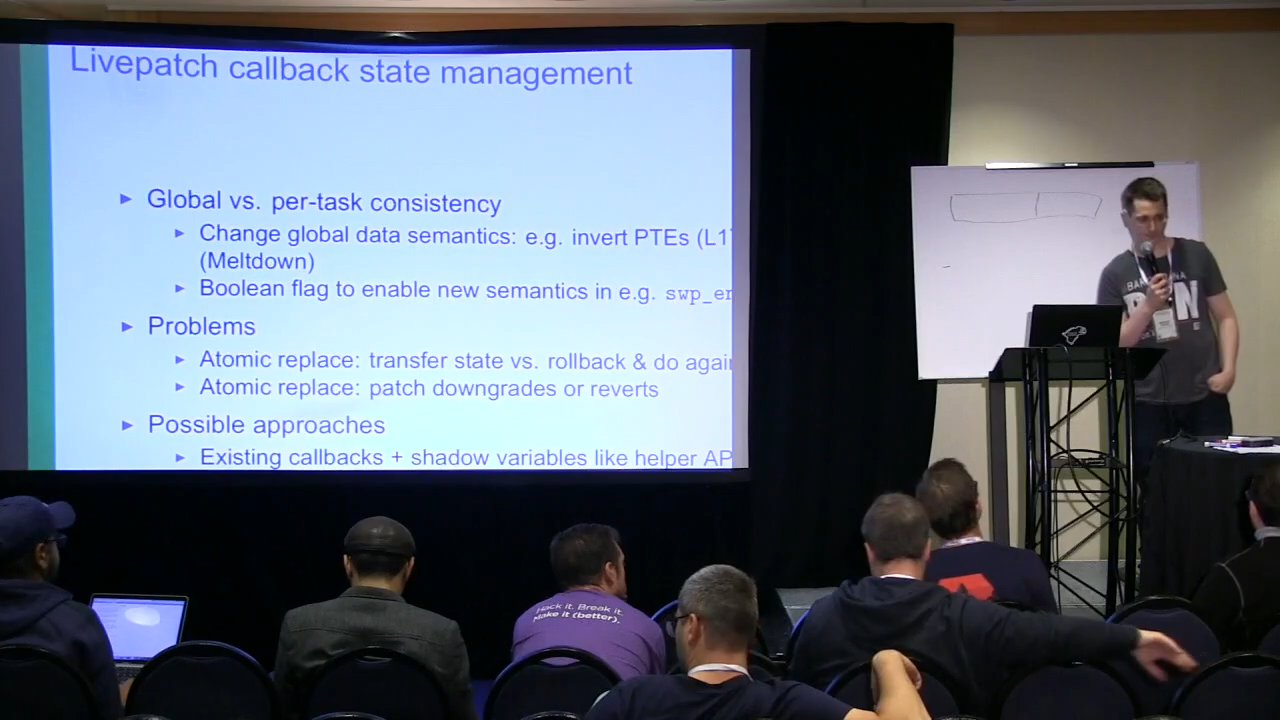 Livepatch callback state management
Global vs. per-task consistency
Change global data semantics: e.g. invert PTEs (L1
(Meltdown)
Boolean flag to enable new semantics in e.g. swp_en
Problems
Atomic replace: transfer state vs. rollback & do again
Atomic replace: patch downgrades or reverts
Possible approaches
Existing callbacks + shadow variables like helper AP
Hack it. Break it.
Make it (better).